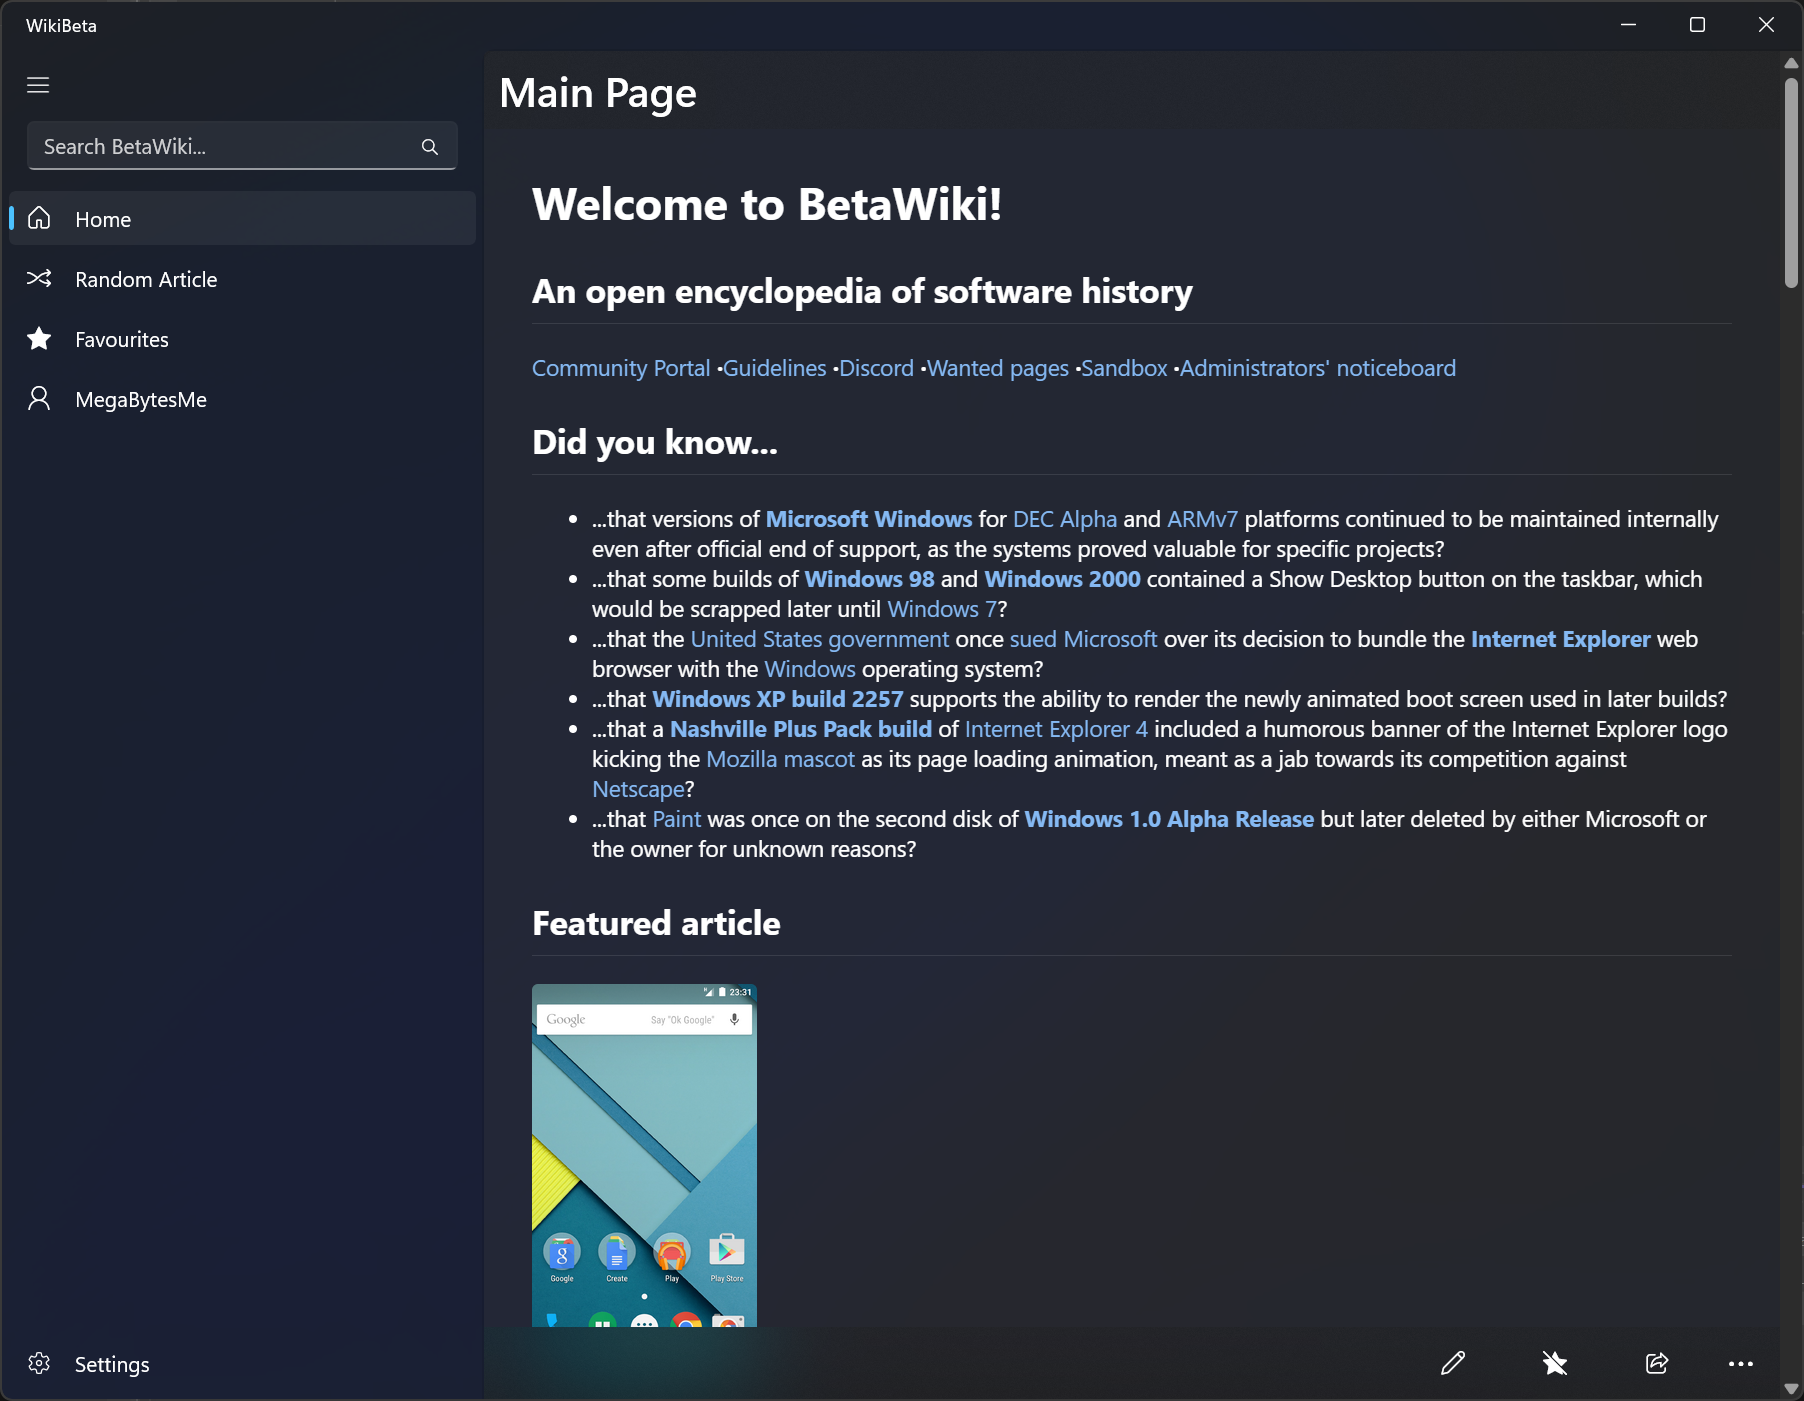 WikiBeta
Search BetaWiki...
Home
Random Article
Favourites
MegaBytesMe
Settings
Main Page
Welcome to BetaWiki!
An open encyclopedia of software history
Community Portal •Guidelines •Discord •Wanted pages •Sandbox •Administrators' noticeboard
Did you know...
• ...that versions of Microsoft Windows for DEC Alpha and ARMv7 platforms continued to be maintained internally
even after official end of support, as the systems proved valuable for specific projects?
• ...that some builds of Windows 98 and Windows 2000 contained a Show Desktop button on the taskbar, which
would be scrapped later until Windows 7?
• ...that the United States government once sued Microsoft over its decision to bundle the Internet Explorer web
browser with the Windows operating system?
• ...that Windows XP build 2257 supports the ability to render the newly animated boot screen used in later builds?
• ...that a Nashville Plus Pack build of Internet Explorer 4 included a humorous banner of the Internet Explorer logo
kicking the Mozilla mascot as its page loading animation, meant as a jab towards its competition against
Netscape?
• ...that Paint was once on the second disk of Windows 1.0 Alpha Release but later deleted by either Microsoft or
the owner for unknown reasons?
Featured article
23:31
Google Say "Ok Google"
Google Create Play Play Store